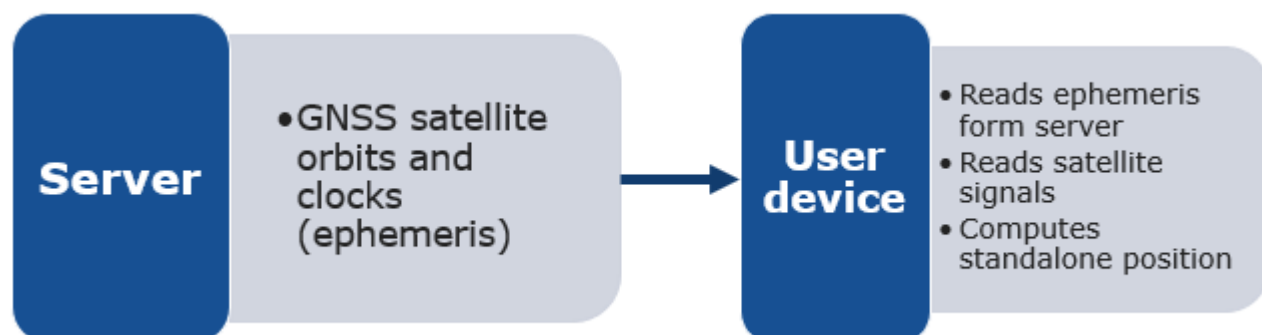 Server
•GNSS satellite
orbits and
clocks
(ephemeris)
User
device
• Reads ephemeris
form server
• Reads satellite
signals
• Computes
standalone position